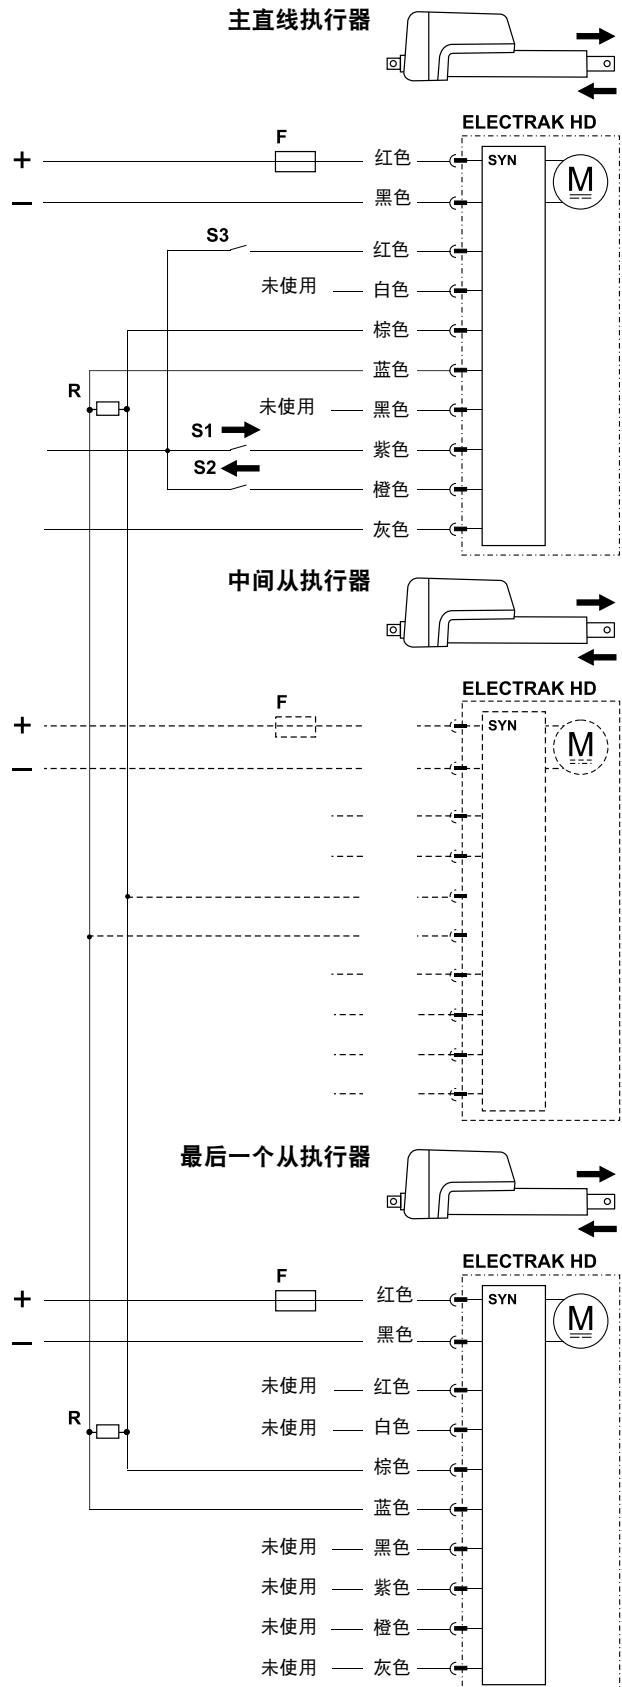 主直线执行器
ELECTRAK HD
F
+ 红色 SYN
M
− 黑色
S3
红色
未使用 白色
棕色
蓝色
R
未使用 黑色
S1
紫色
S2
橙色
灰色
中间从执行器
ELECTRAK HD
F
+ SYN
M
−
最后一个从执行器
ELECTRAK HD
F
+ 红色 SYN
M
− 黑色
未使用 红色
R
未使用 白色
棕色
蓝色
未使用 黑色
未使用 紫色
未使用 橙色
未使用 灰色